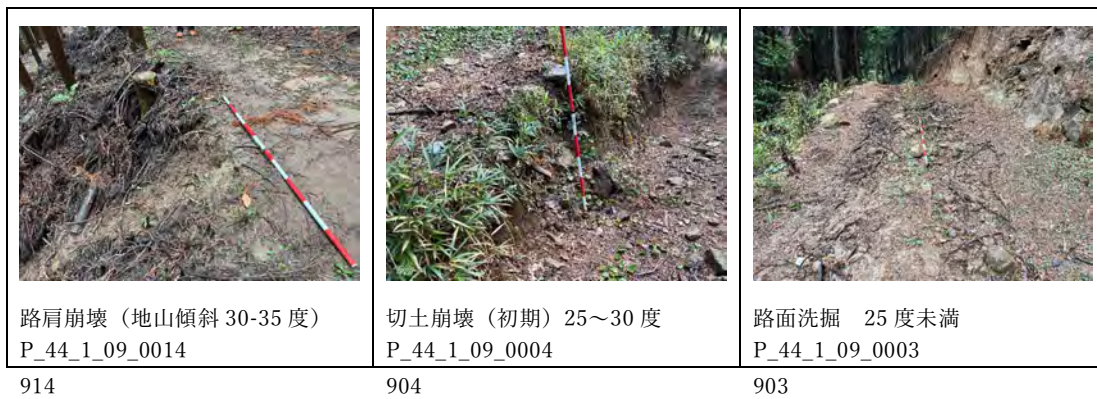 路肩崩壊（地山傾斜 30-35 度）
P_44_1_09_0014
切土崩壊（初期）25～30 度
P_44_1_09_0004
路面洗掘　25 度未満
P_44_1_09_0003
914
904
903